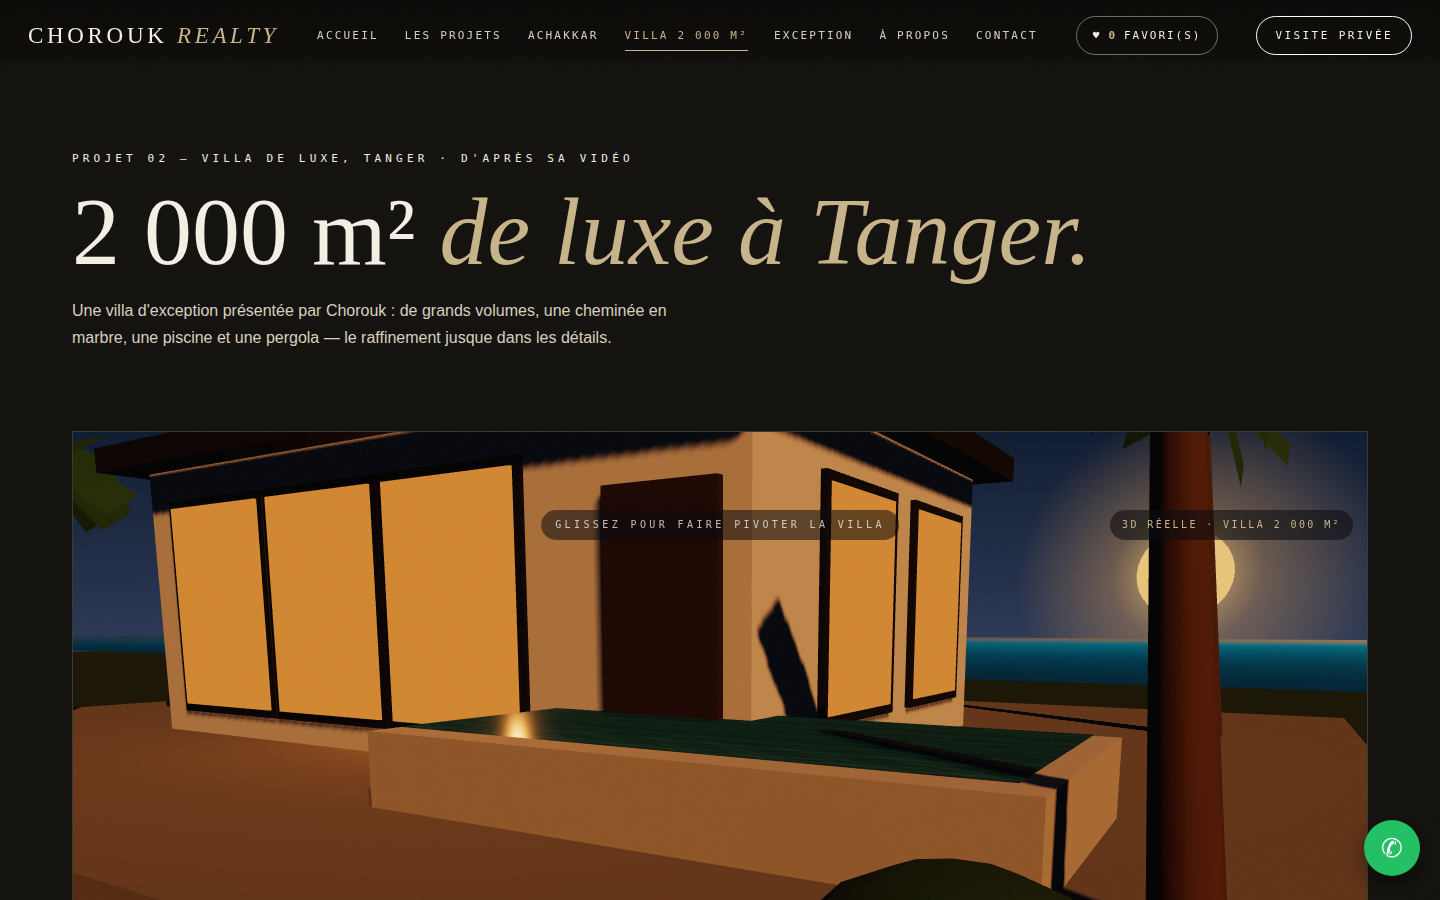 CHOROUK REALTY
ACCUEIL
LES PROJETS
ACHAKKAR
VILLA 2 000 M²
EXCEPTION
À PROPOS
CONTACT
♥ 0 FAVORI(S)
VISITE PRIVÉE
PROJET 02 — VILLA DE LUXE, TANGER · D'APRÈS SA VIDÉO
2 000 m² de luxe à Tanger.
Une villa d'exception présentée par Chorouk : de grands volumes, une cheminée en
marbre, une piscine et une pergola — le raffinement jusque dans les détails.
GLISSEZ POUR FAIRE PIVOTER LA VILLA
3D RÉELLE · VILLA 2 000 M²